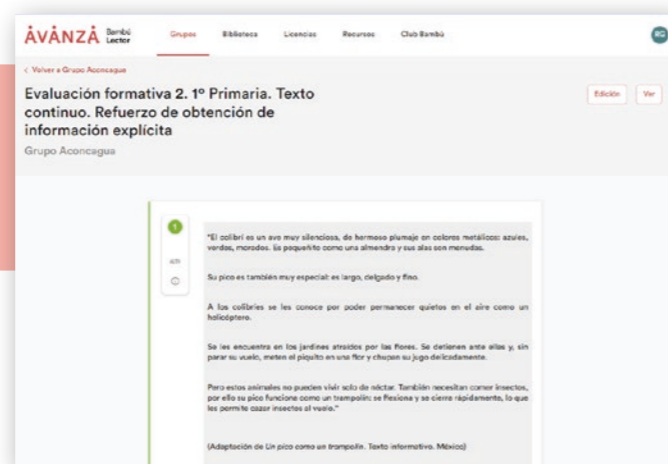 AVANZA Bambú
Lector
Grupos Biblioteca Licencias Recursos Club Bambú
RG
< Volver a Grupo Aconcagua
Evaluación formativa 2. 1º Primaria. Texto
continuo. Refuerzo de obtención de
información explícita
Grupo Aconcagua
Edición Ver
1
"El colibrí es un ave muy silenciosa, de hermoso plumaje en colores metálicos: azules,
verdes, morados. Es pequeñito como una almendra y sus alas son menudas.
Su pico es también muy especial: es largo, delgado y fino.
A los colibríes se les conoce por poder permanecer quietos en el aire como un
helicóptero.
Se les encuentra en los jardines atraídos por las flores. Se detienen ante ellas y, sin
parar su vuelo, meten el piquito en una flor y chupan su jugo delicadamente.
Pero estos animales no pueden vivir solo de néctar. También necesitan comer insectos,
por ello su pico funciona como un trampolín: se flexiona y se cierra rápidamente, lo que
les permite cazar insectos al vuelo."
(Adaptación de Un pico como un trampolín. Texto informativo. México)